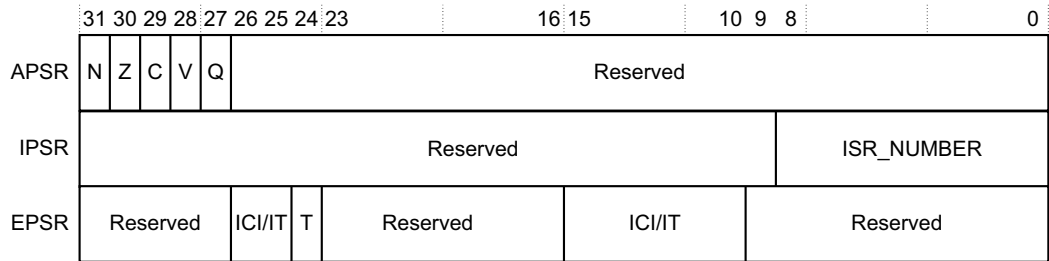 31 30 29 28 27 26 25 24 23 16 15 10 9 8 0
APSR N Z C V Q Reserved
IPSR Reserved ISR_NUMBER
EPSR Reserved ICI/IT T Reserved ICI/IT Reserved